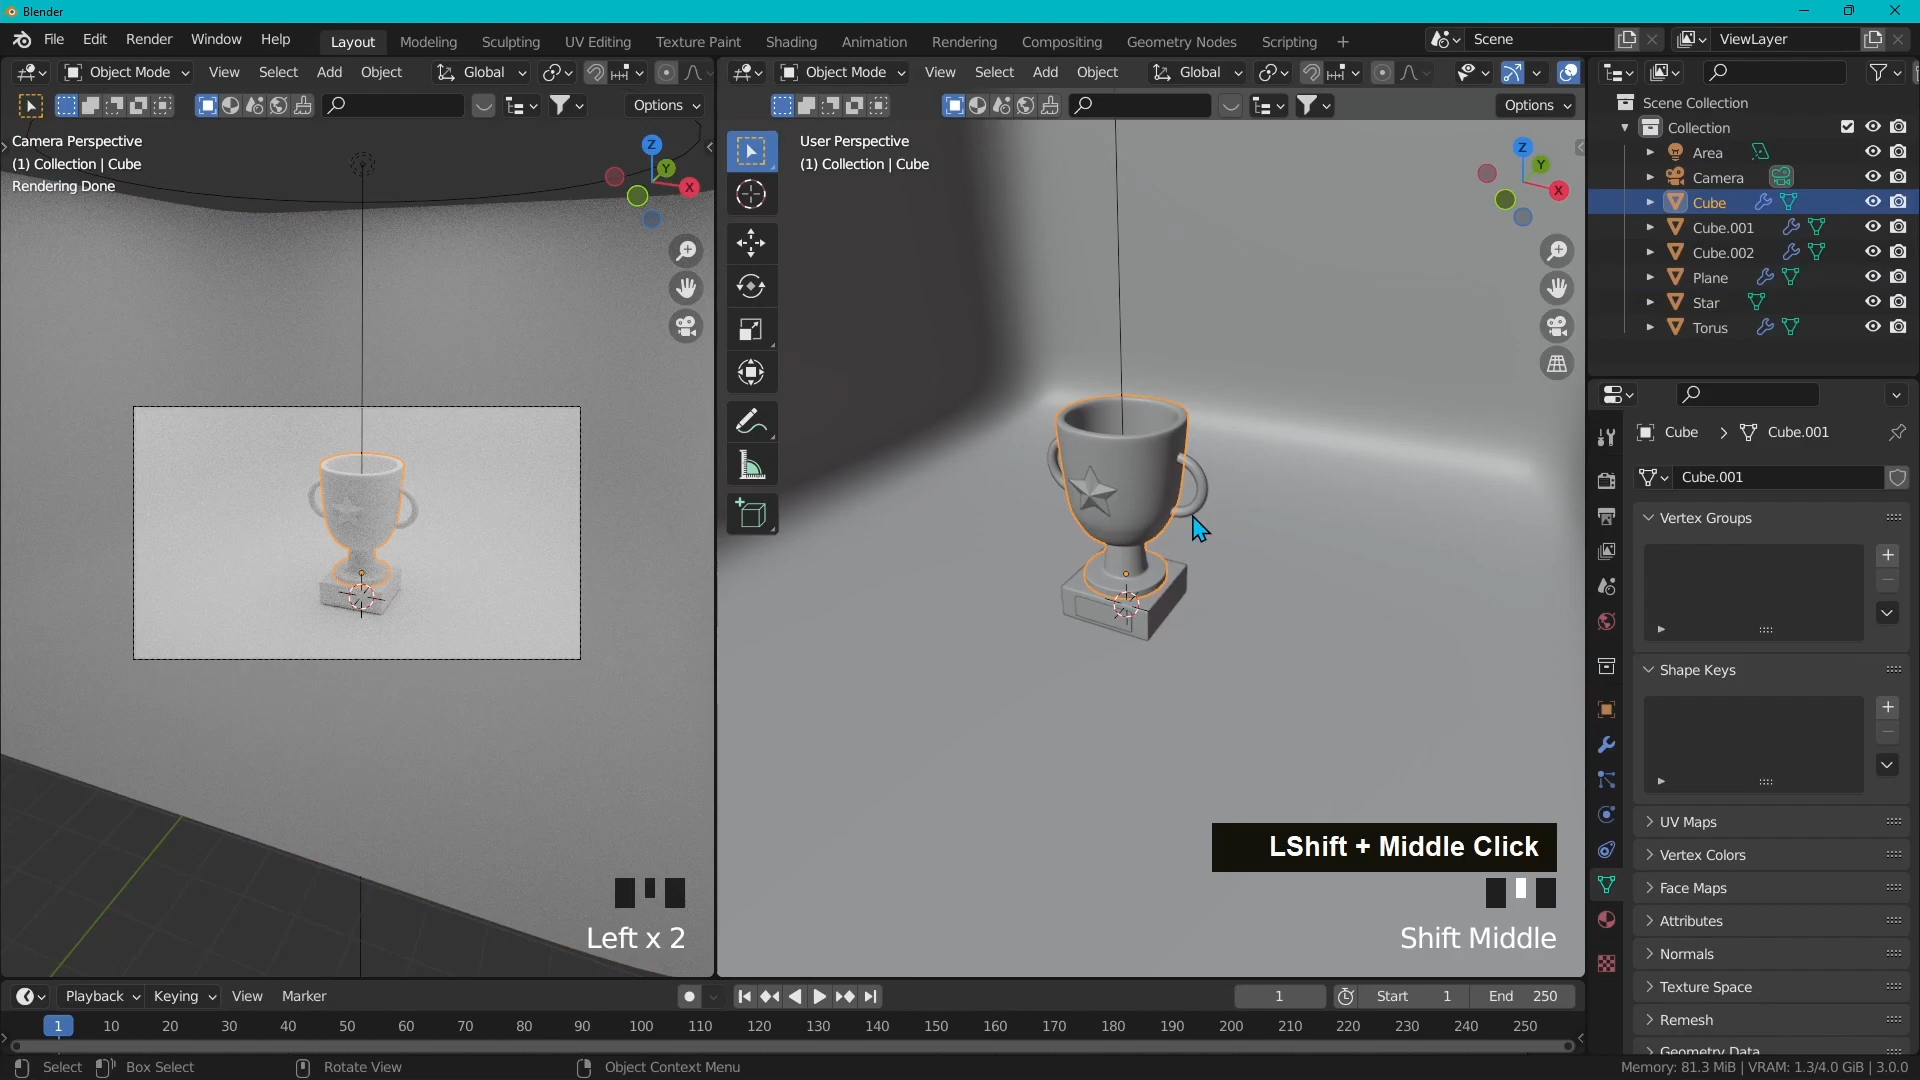 Blender
File Edit Render Window Help Layout Modeling Sculpting UV Editing Texture Paint Shading Animation Rendering Compositing Geometry Nodes Scripting + Scene ViewLayer
Object Mode View Select Add Object Global
Object Mode View Select Add Object Global
Options
Options
Camera Perspective
(1) Collection | Cube
Rendering Done
Z
Y
X
User Perspective
(1) Collection | Cube
Z
Y
X
Scene Collection
Collection
Area
Camera
Cube
Cube.001
Cube.002
Plane
Star
Torus
Cube > Cube.001
Cube.001
Vertex Groups
Shape Keys
UV Maps
Vertex Colors
Face Maps
Attributes
Normals
Texture Space
Remesh
Geometry Data
LShift + Middle Click
Left x 2
Shift Middle
Playback Keying View Marker 1 Start 1 End 250
1 10 20 30 40 50 60 70 80 90 100 110 120 130 140 150 160 170 180 190 200 210 220 230 240 250
Select Box Select Rotate View Object Context Menu Memory: 81.3 MiB | VRAM: 1.3/4.0 GiB | 3.0.0